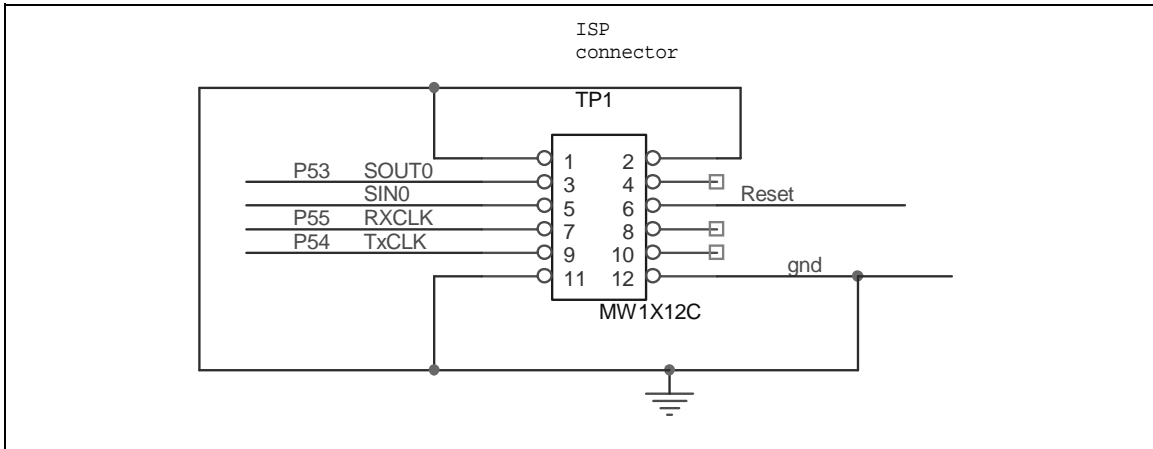 ISP
connector
TP1
1 2
P53 SOUT0 3 4
SIN0 5 6 Reset
P55 RXCLK 7 8
P54 TxCLK 9 10
11 12 gnd
MW1X12C